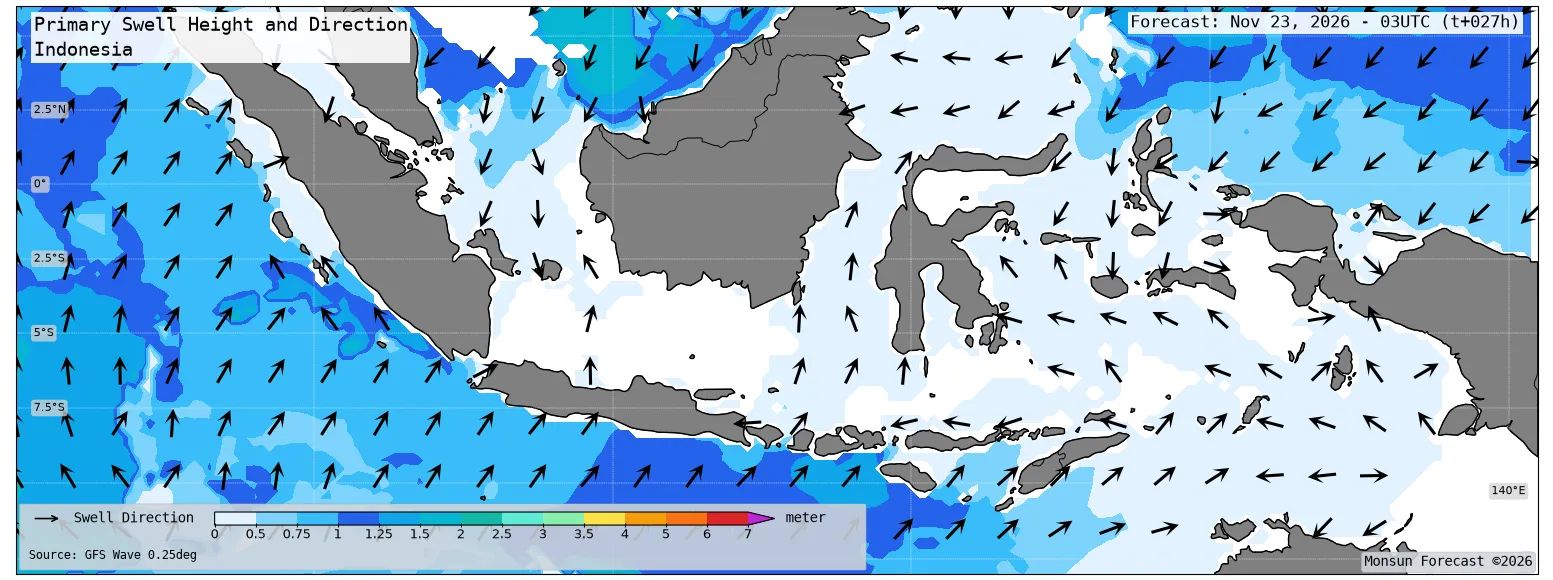 Primary Swell Height and Direction
Indonesia
Forecast: Nov 23, 2026 - 03UTC (t+027h)
2.5°N
0°
2.5°S
5°S
7.5°S
140°E
Swell Direction
0 0.5 0.75 1 1.25 1.5 2 2.5 3 3.5 4 5 6 7
meter
Source: GFS Wave 0.25deg
Monsun Forecast ©2026